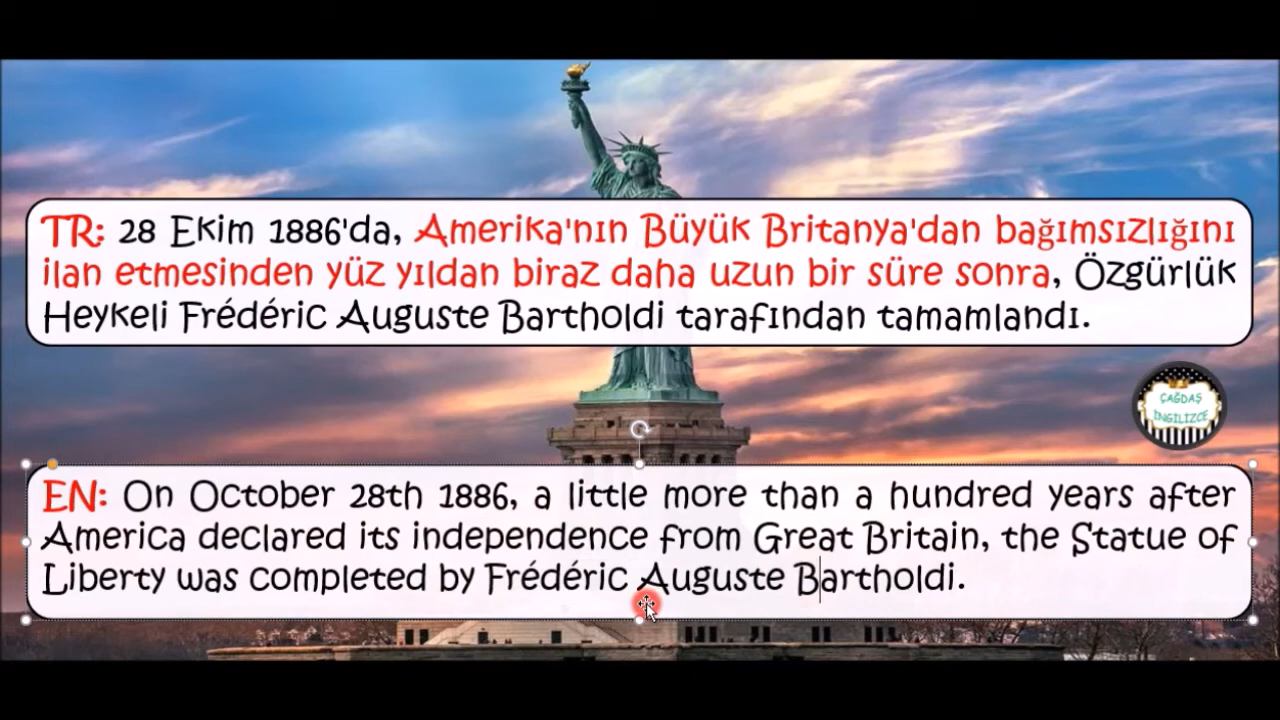 TR: 28 Ekim 1886'da, Amerika'nın Büyük Britanya'dan bağımsızlığını
ilan etmesinden yüz yıldan biraz daha uzun bir süre sonra, Özgürlük
Heykeli Frédéric Auguste Bartholdi tarafından tamamlandı.
ÇAĞDAŞ
İNGİLİZCE
EN: On October 28th 1886, a little more than a hundred years after
America declared its independence from Great Britain, the Statue of
Liberty was completed by Frédéric Auguste Bartholdi.